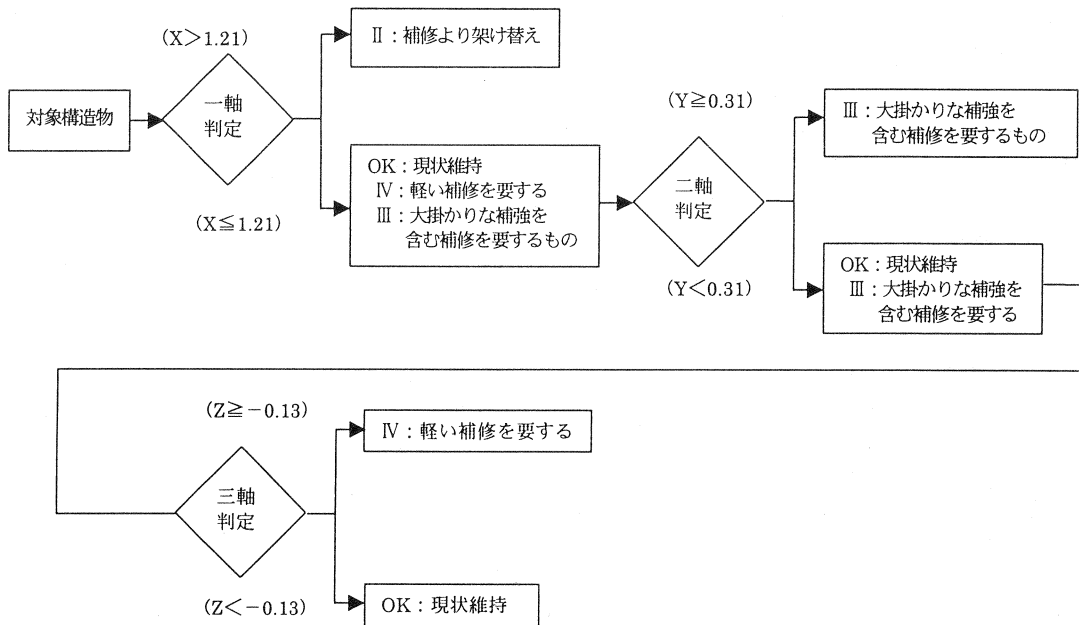 (X>1.21)
Ⅱ：補修より架け替え
対象構造物
一軸
判定
(X≦1.21)
OK：現状維持
Ⅳ：軽い補修を要する
Ⅲ：大掛かりな補強を
含む補修を要するもの
(Y≧0.31)
二軸
判定
(Y<0.31)
Ⅲ：大掛かりな補強を
含む補修を要するもの
OK：現状維持
Ⅲ：大掛かりな補強を
含む補修を要する
(Z≧−0.13)
三軸
判定
(Z<−0.13)
Ⅳ：軽い補修を要する
OK：現状維持